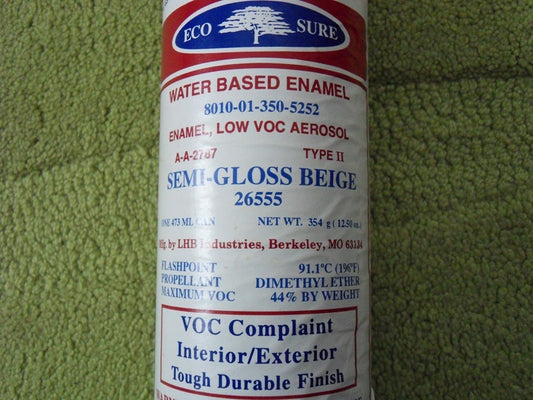 ECO SURE
WATER BASED ENAMEL
8010-01-350-5252
ENAMEL, LOW VOC AEROSOL
A-A-2787 TYPE II
SEMI-GLOSS BEIGE
26555
ONE 473 ML CAN NET WT. 354 g ( 12.50 oz.)
Mfg. by LHB Industries, Berkeley, MO 63134
FLASHPOINT 91.1ºC (196ºF)
PROPELLANT DIMETHYL ETHER
MAXIMUM VOC 44% BY WEIGHT
VOC Complaint
Interior/Exterior
Tough Durable Finish